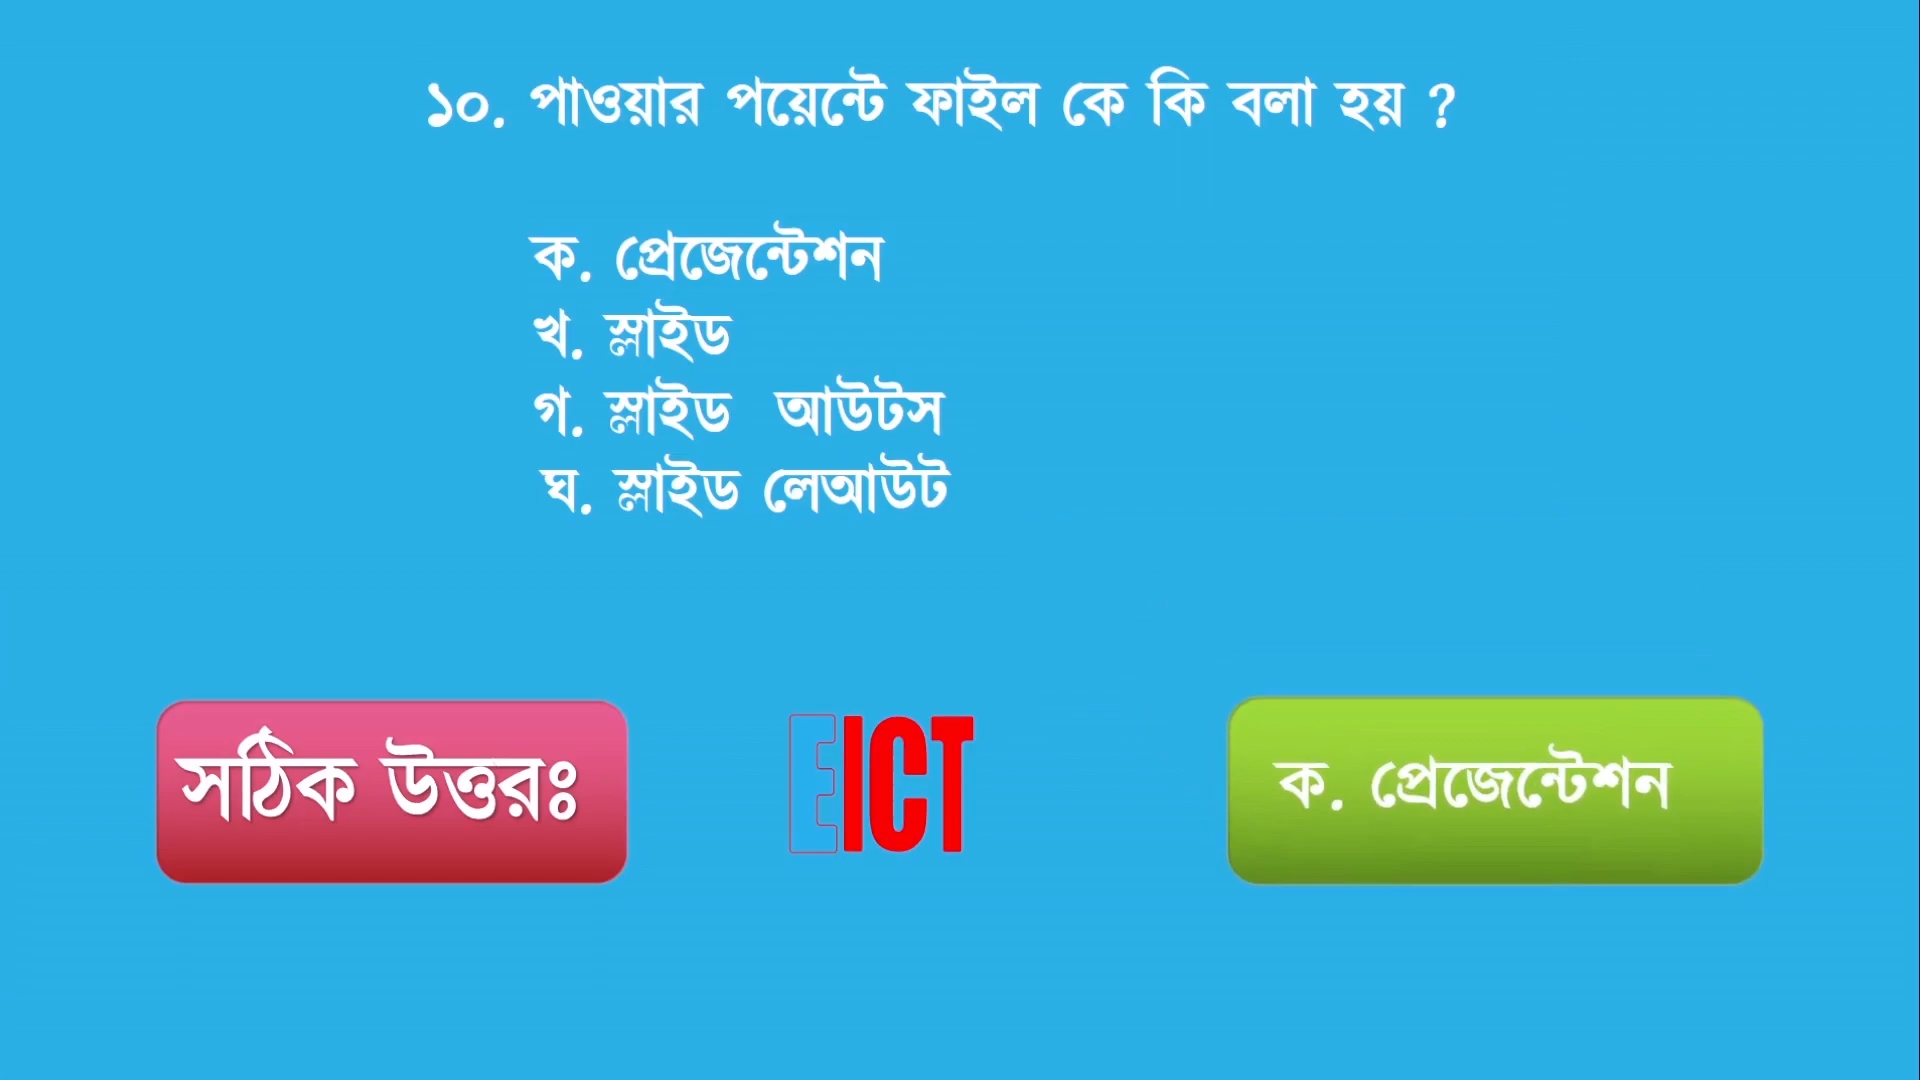 ১০. পাওয়ার পয়েন্টে ফাইল কে কি বলা হয় ?
ক. প্রেজেন্টেশন
খ. স্লাইড
গ. স্লাইড আউটস
ঘ. স্লাইড লেআউট
সঠিক উত্তরঃ
EICT
ক. প্রেজেন্টেশন